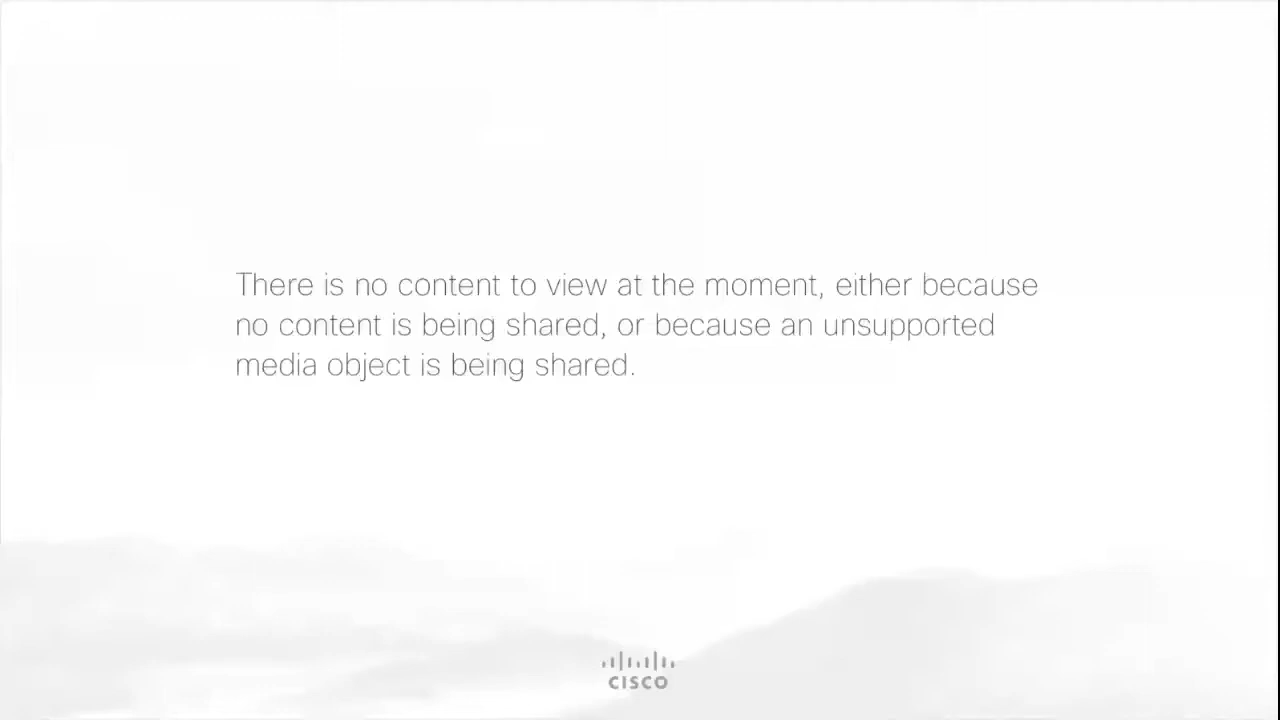 There is no content to view at the moment, either because
no content is being shared, or because an unsupported
media object is being shared.
CISCO